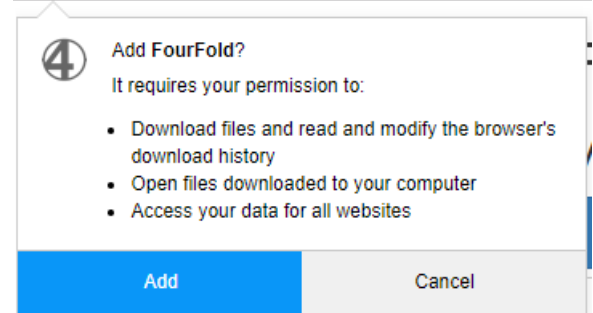 4
Add FourFold?
It requires your permission to:
• Download files and read and modify the browser's
download history
• Open files downloaded to your computer
• Access your data for all websites
Add Cancel